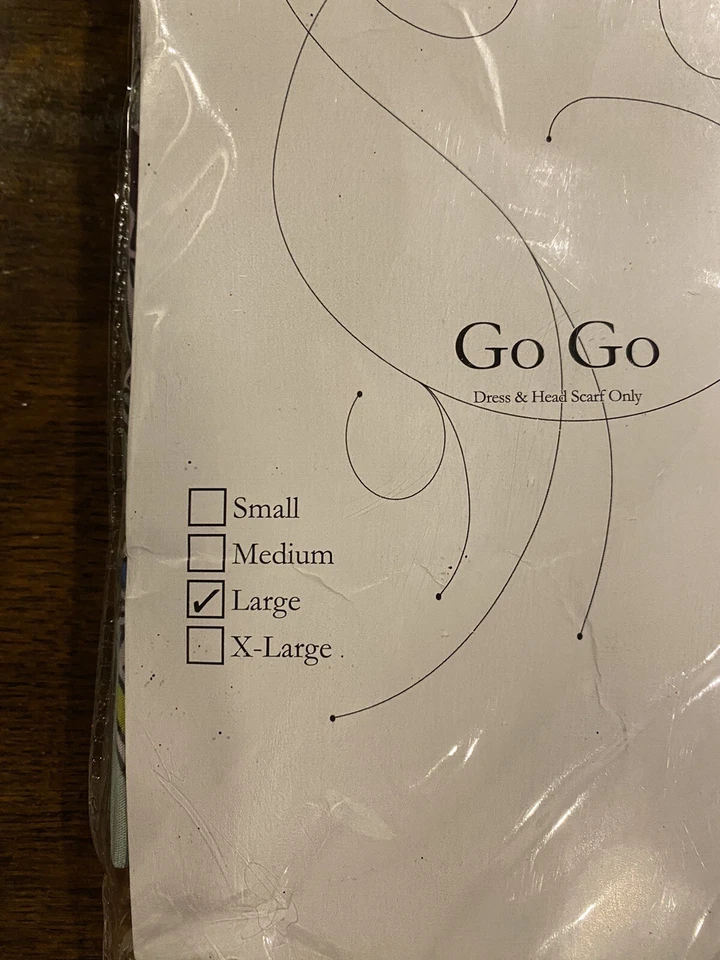 Go Go
Dress & Head Scarf Only
Small
Medium
Large
X-Large